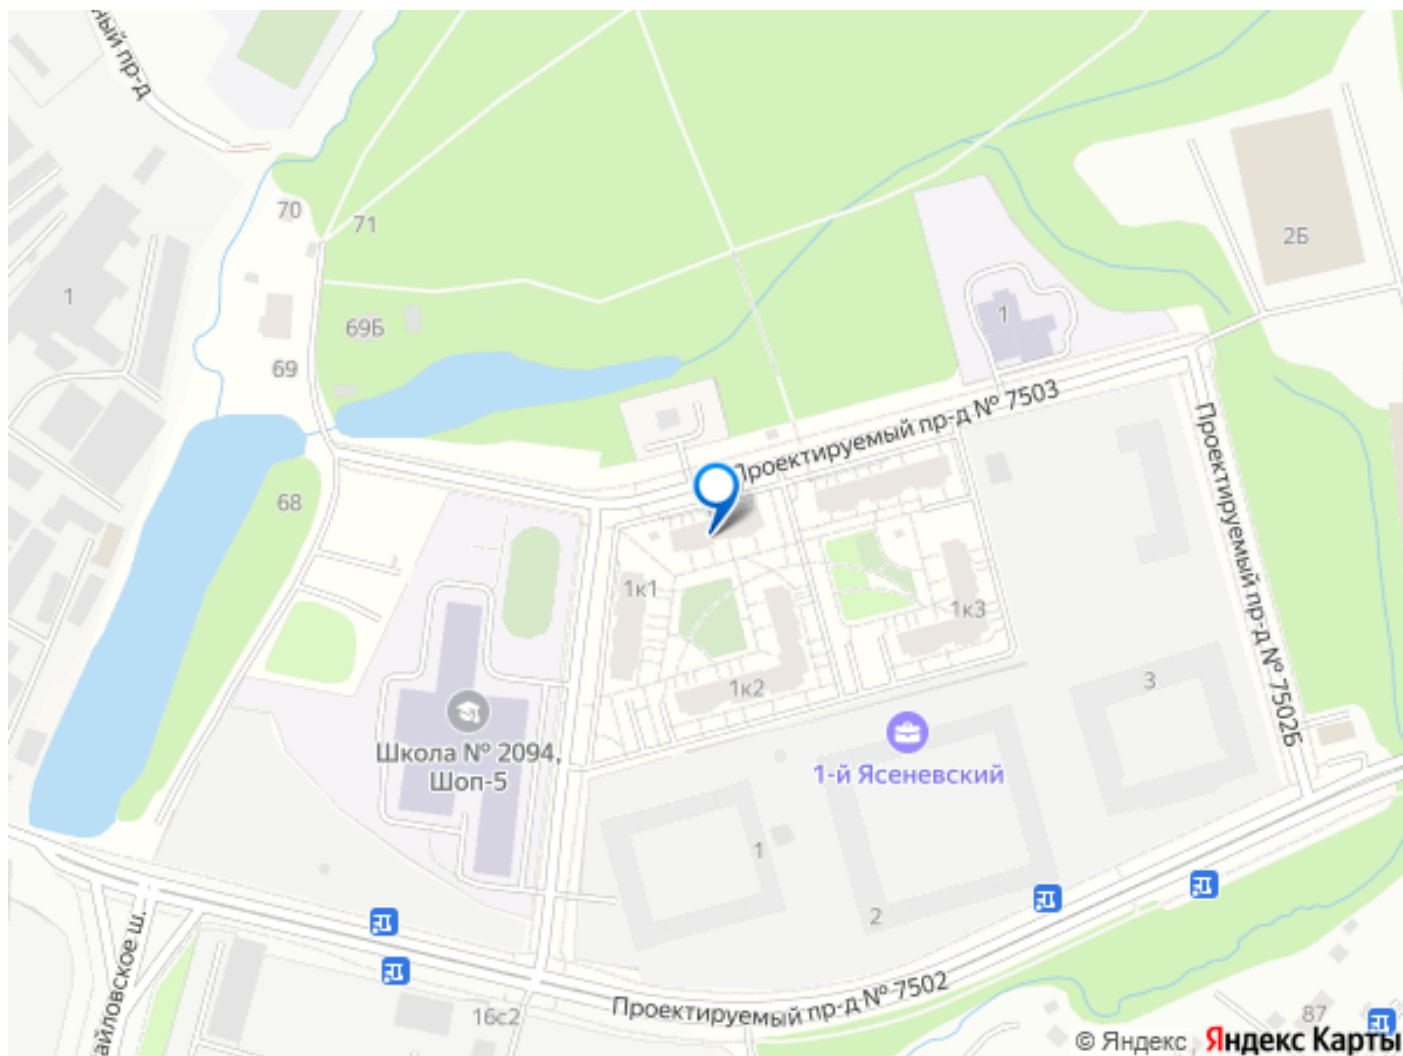 ный пр-д
70
71
1
2Б
69Б
1
69
Проектируемый пр-д № 7503
Проектируемый пр-д № 7502Б
68
1к1
1к3
1к2
3
Школа № 2094,
Шоп-5
1-й Ясеневский
1
2
айловское ш.
Проектируемый пр-д № 7502
16с2
87
© Яндекс Яндекс Карты